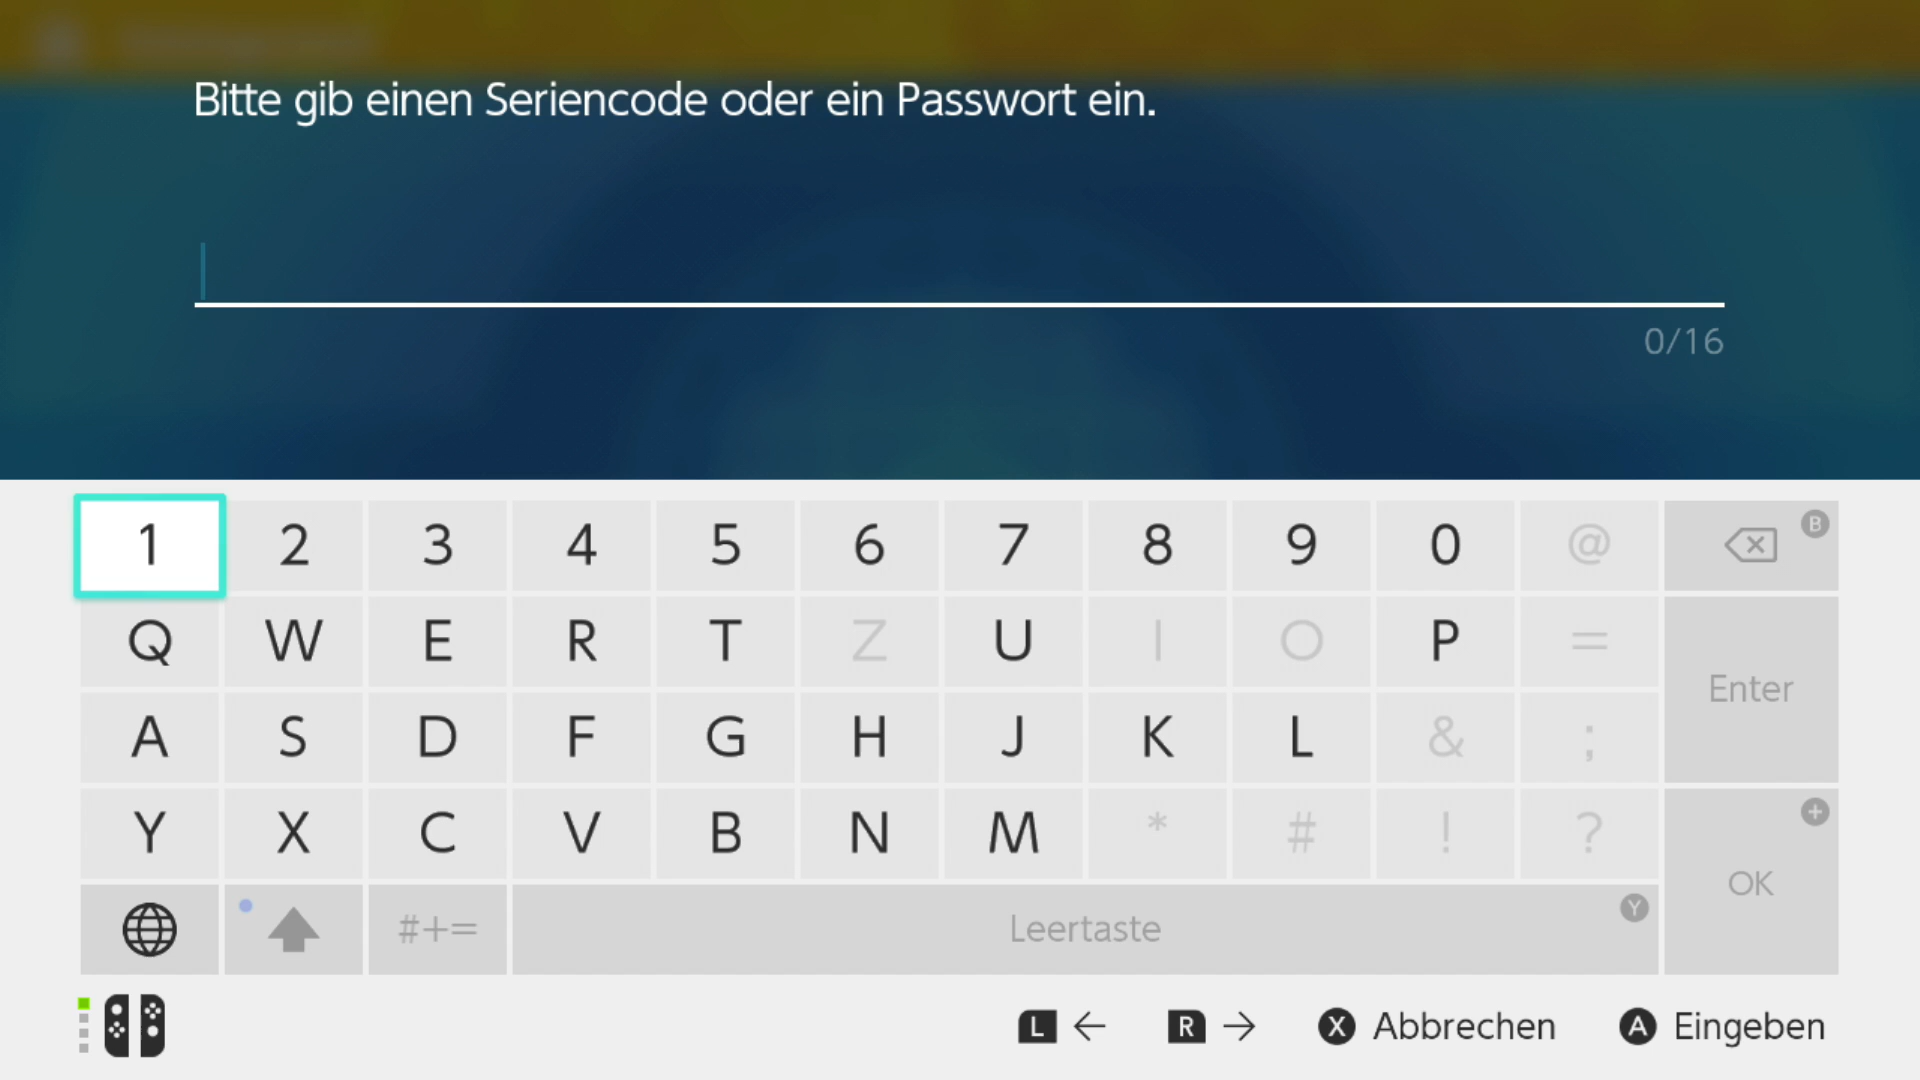 Bitte gib einen Seriencode oder ein Passwort ein.
0/16
1 2 3 4 5 6 7 8 9 0 @ B
Q W E R T Z U I O P = Enter
A S D F G H J K L & ;
Y X C V B N M * # ! ? +
OK
#+= Leertaste Y
L ← R → X Abbrechen A Eingeben